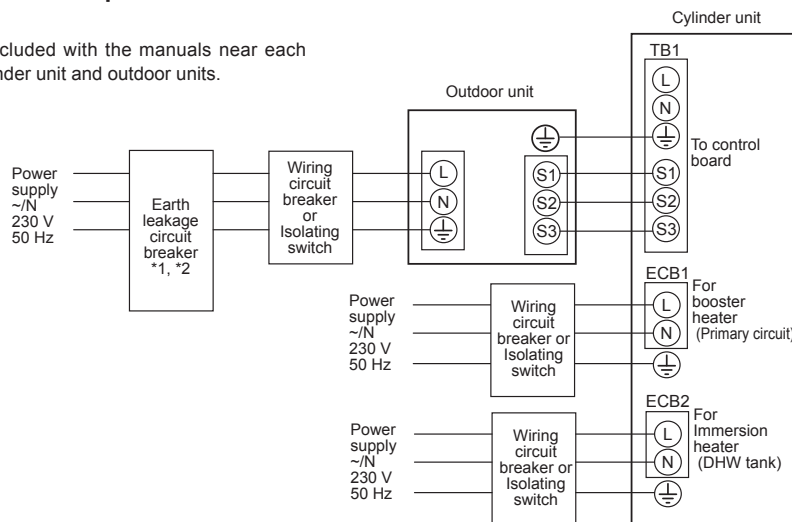 cluded with the manuals near each
nder unit and outdoor units.
Cylinder unit
TB1
L
N
To control
board
S1
S2
S3
Outdoor unit
L
N
S1
S2
S3
Power
supply
~/N
230 V
50 Hz
Earth
leakage
circuit
breaker
*1, *2
Wiring
circuit
breaker
or
Isolating
switch
Power
supply
~/N
230 V
50 Hz
Wiring
circuit
breaker or
Isolating
switch
ECB1
L
N
For
booster
heater
(Primary circuit)
Power
supply
~/N
230 V
50 Hz
Wiring
circuit
breaker or
Isolating
switch
ECB2
L
N
For
Immersion
heater
(DHW tank)